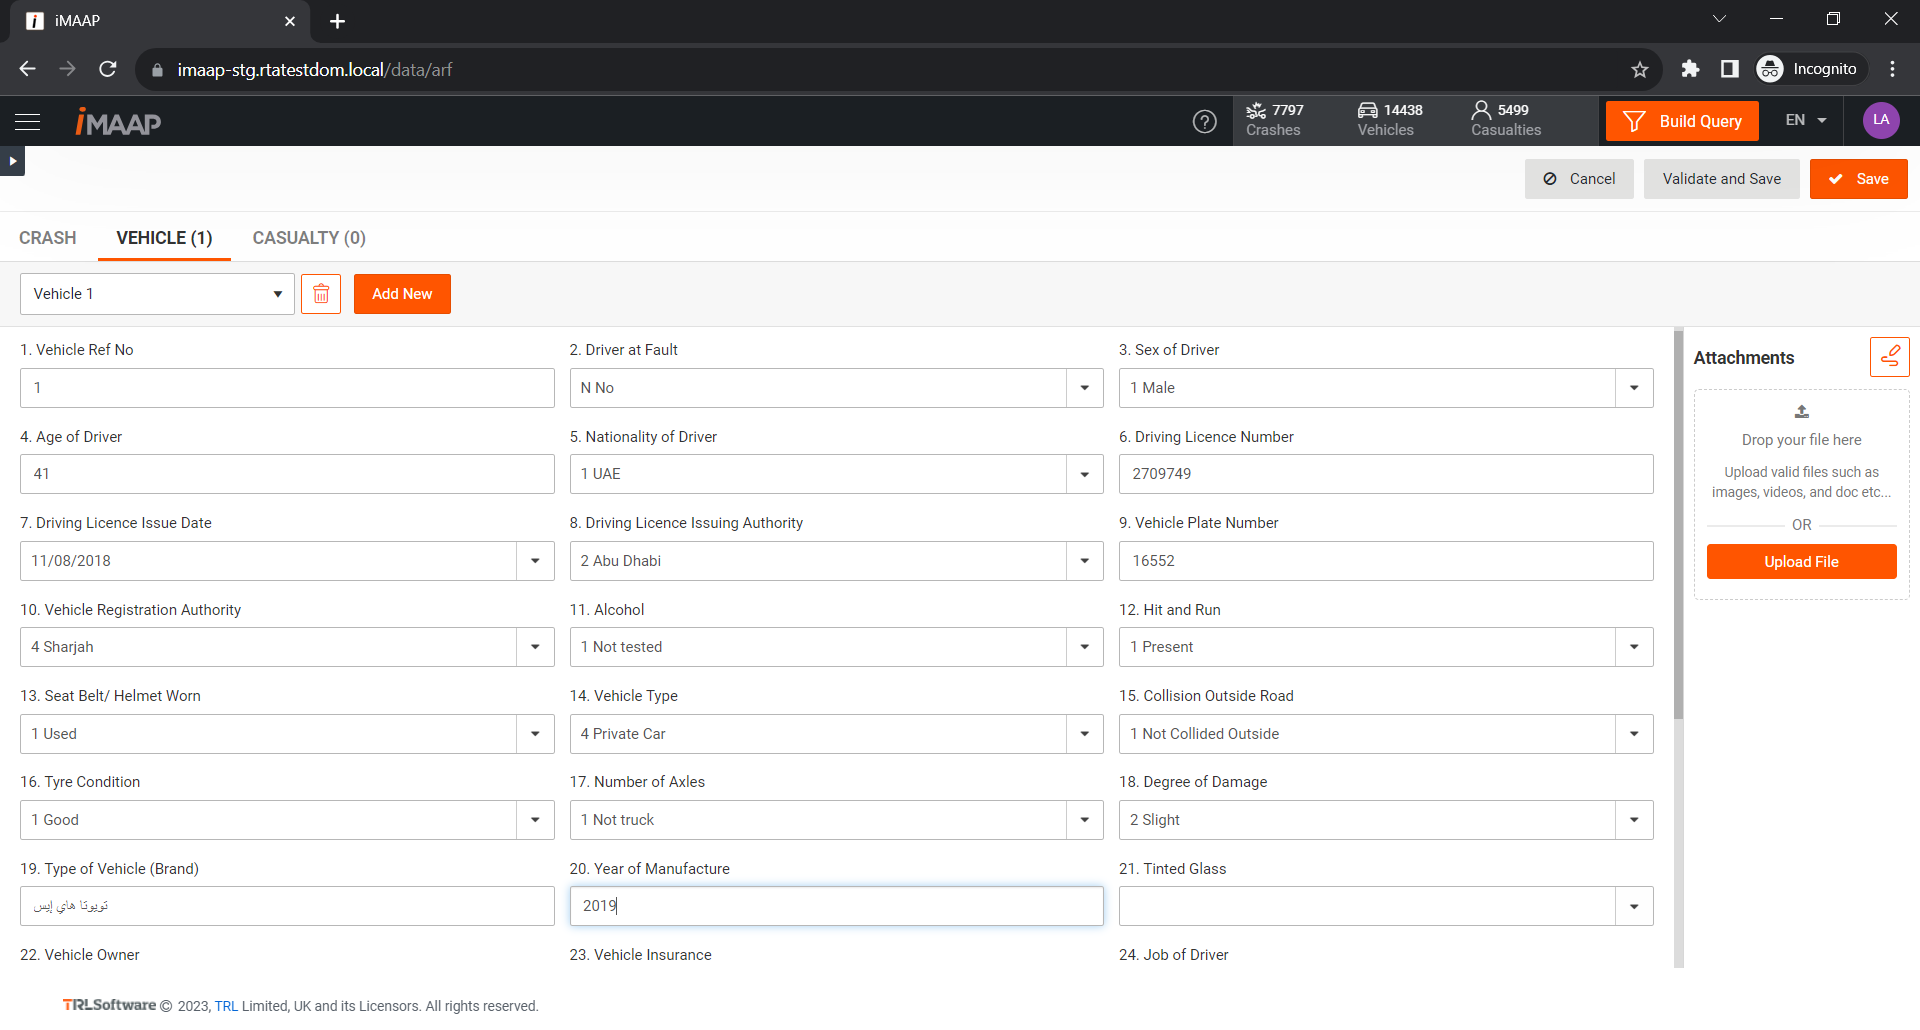 iMAAP
imaap-stg.rtatestdom.local/data/arf
Incognito
iMAAP
7797
Crashes
14438
Vehicles
5499
Casualties
Build Query
EN
LA
Cancel
Validate and Save
Save
CRASH
VEHICLE (1)
CASUALTY (0)
Vehicle 1
Add New
1. Vehicle Ref No
2. Driver at Fault
3. Sex of Driver
1
N No
1 Male
4. Age of Driver
5. Nationality of Driver
6. Driving Licence Number
41
1 UAE
2709749
7. Driving Licence Issue Date
8. Driving Licence Issuing Authority
9. Vehicle Plate Number
11/08/2018
2 Abu Dhabi
16552
10. Vehicle Registration Authority
11. Alcohol
12. Hit and Run
4 Sharjah
1 Not tested
1 Present
13. Seat Belt/ Helmet Worn
14. Vehicle Type
15. Collision Outside Road
1 Used
4 Private Car
1 Not Collided Outside
16. Tyre Condition
17. Number of Axles
18. Degree of Damage
1 Good
1 Not truck
2 Slight
19. Type of Vehicle (Brand)
20. Year of Manufacture
21. Tinted Glass
تويوتا هاي إيس
2019
22. Vehicle Owner
23. Vehicle Insurance
24. Job of Driver
Attachments
Drop your file here
Upload valid files such as
images, videos, and doc etc...
OR
Upload File
TRLSoftware © 2023, TRL Limited, UK and its Licensors. All rights reserved.